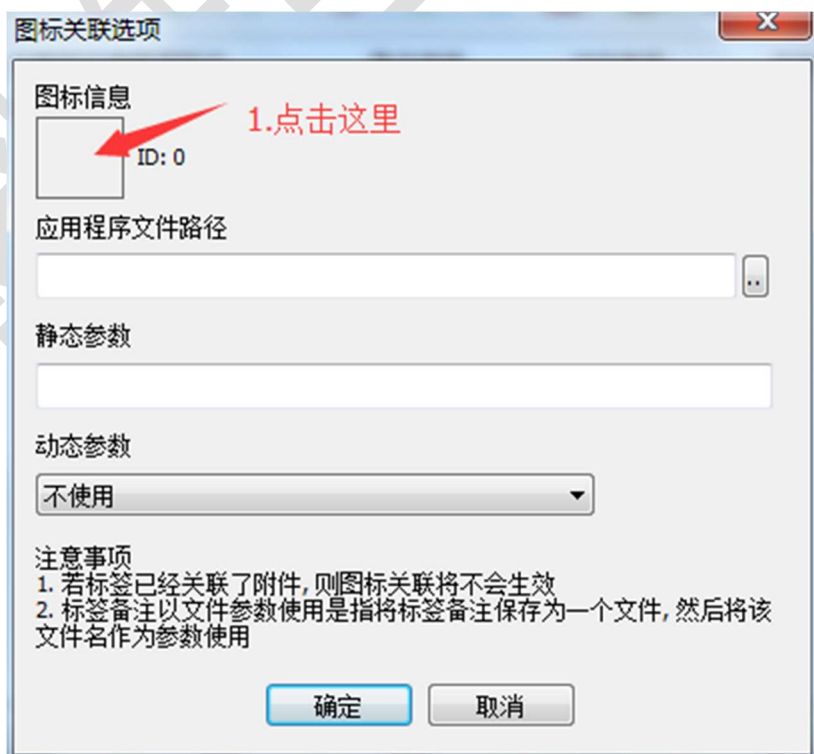 图标关联选项
图标信息
1.点击这里
ID: 0
应用程序文件路径
..
静态参数
动态参数
不使用
注意事项
1. 若标签已经关联了附件, 则图标关联将不会生效
2. 标签备注以文件参数使用是指将标签备注保存为一个文件, 然后将该
文件名作为参数使用
确定
取消